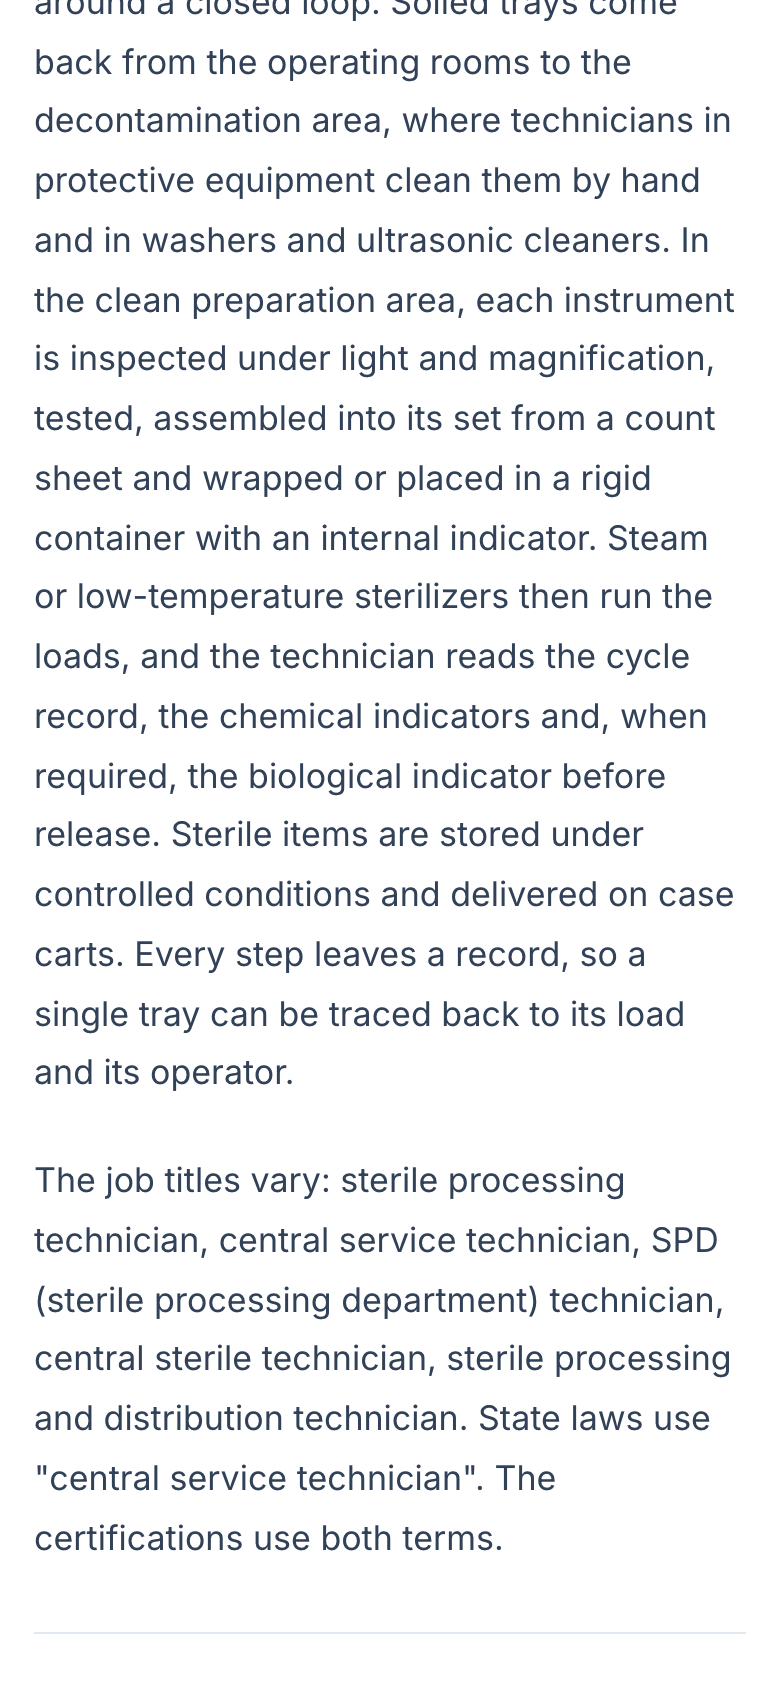 around a closed loop. Soiled trays come
back from the operating rooms to the
decontamination area, where technicians in
protective equipment clean them by hand
and in washers and ultrasonic cleaners. In
the clean preparation area, each instrument
is inspected under light and magnification,
tested, assembled into its set from a count
sheet and wrapped or placed in a rigid
container with an internal indicator. Steam
or low-temperature sterilizers then run the
loads, and the technician reads the cycle
record, the chemical indicators and, when
required, the biological indicator before
release. Sterile items are stored under
controlled conditions and delivered on case
carts. Every step leaves a record, so a
single tray can be traced back to its load
and its operator.
The job titles vary: sterile processing
technician, central service technician, SPD
(sterile processing department) technician,
central sterile technician, sterile processing
and distribution technician. State laws use
"central service technician". The
certifications use both terms.